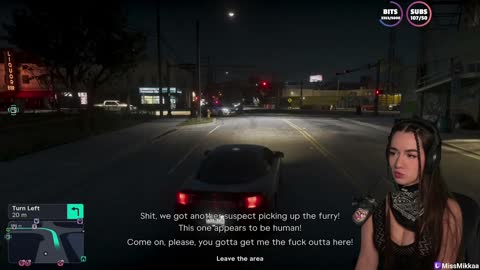 BITS
SUBS
107/50
LIQUOR
Turn Left
20 m
Shit, we got another suspect picking up the furry!
This one appears to be human!
Come on, please, you gotta get me the fuck outta here!
Leave the area
MissMikkaa